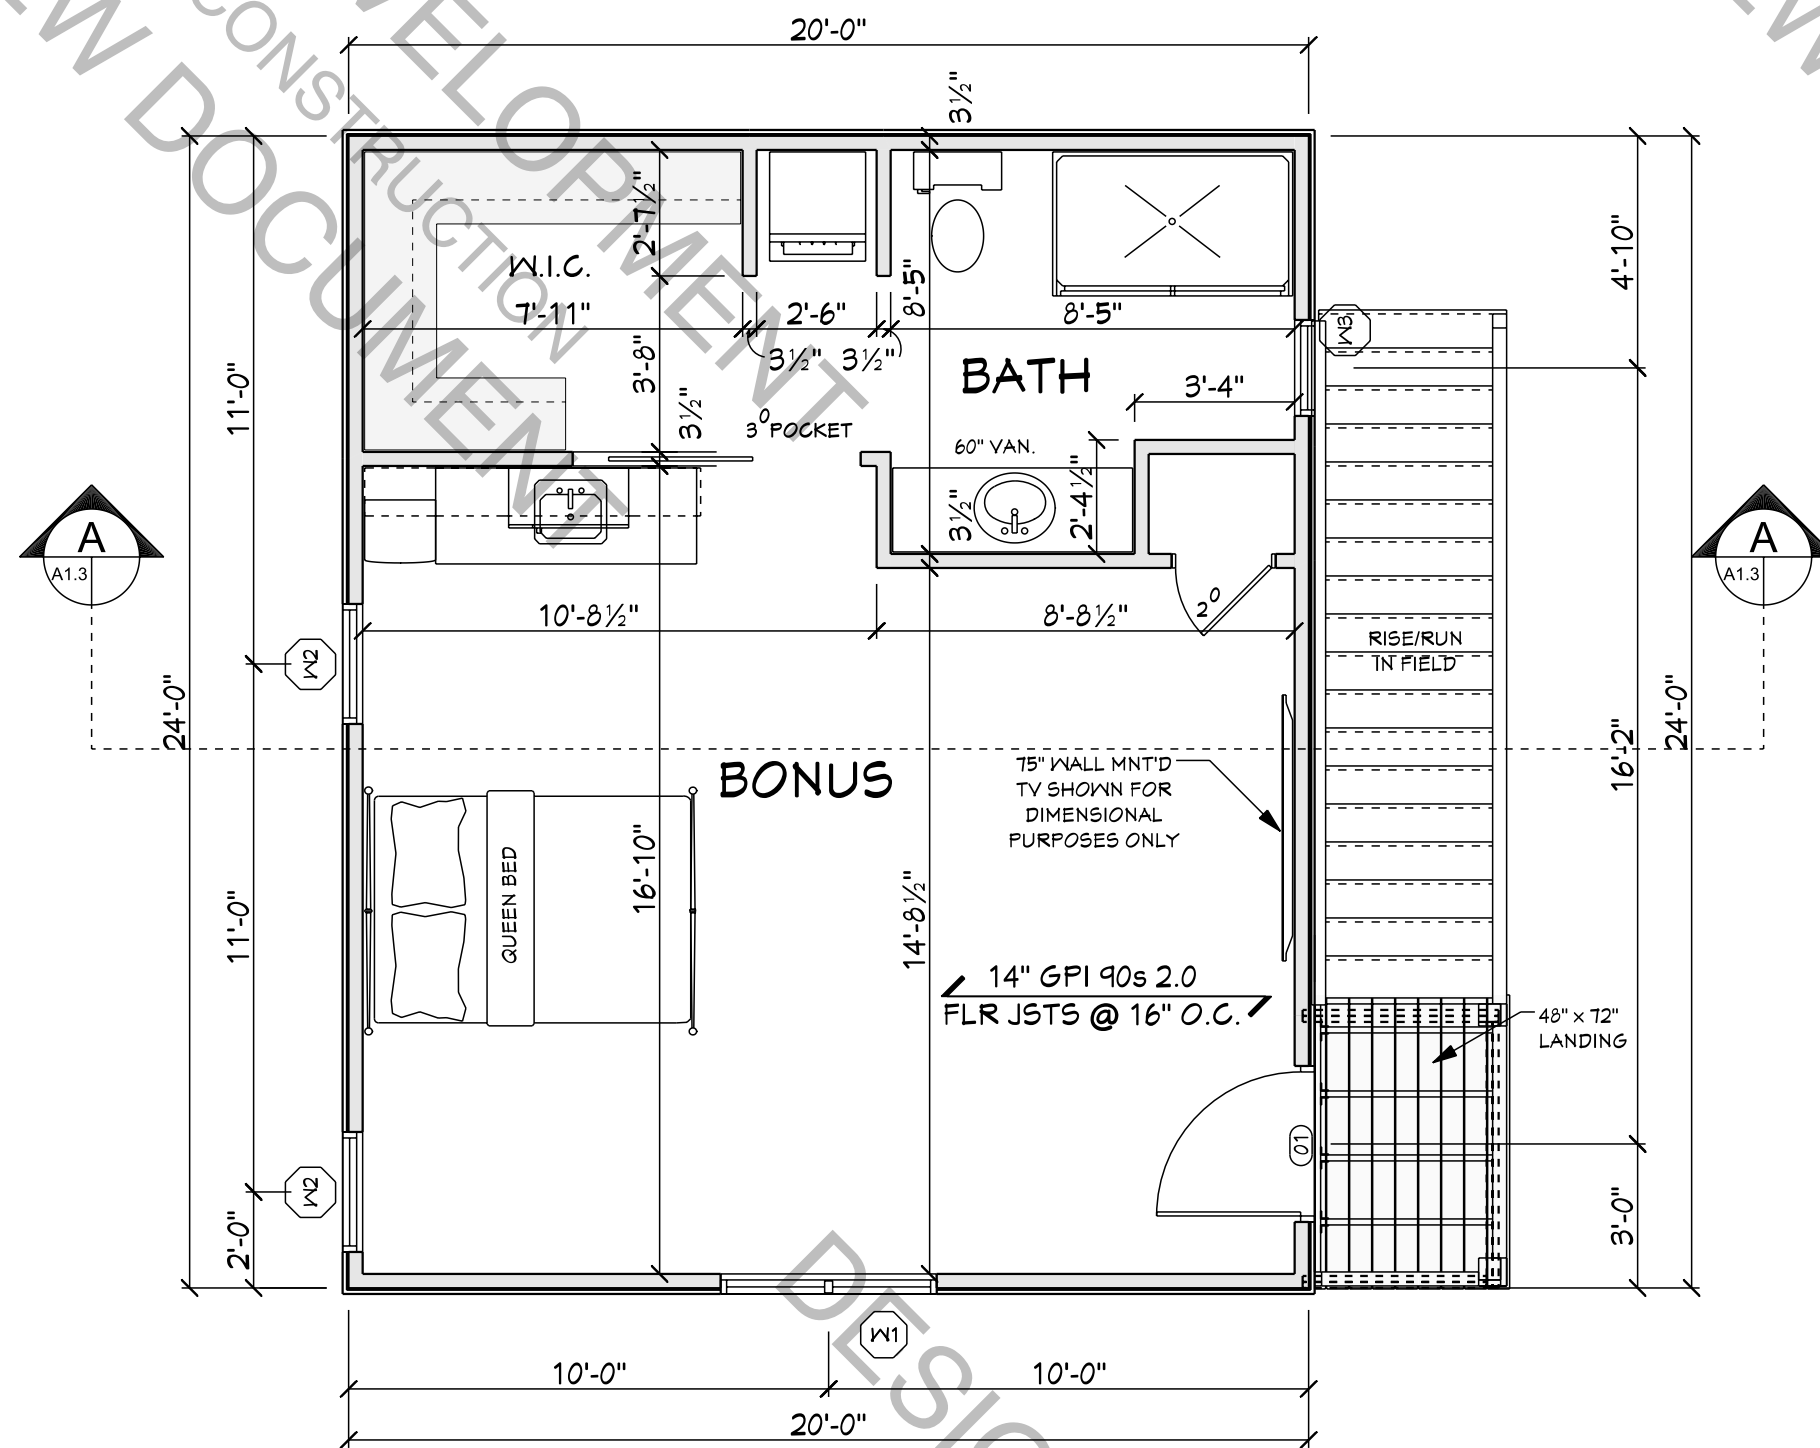 20'-0"
EW DOCUMENT
CONSTRUCTION
VELOPMENT
EW
3½"
2'-7½"
4'-10"
W.I.C.
7'-11"
2'-6"
8'-5"
8'-5"
W3
3½"
3½"
3'-8"
BATH
3'-4"
11'-0"
3½"
3⁰ POCKET
60" VAN.
3½"
2'-4½"
A
A1.3
A
A1.3
10'-8½"
8'-8½"
2⁰
RISE/RUN
IN FIELD
W2
24'-0"
24'-0"
16'-2"
BONUS
75" WALL MNT'D
TV SHOWN FOR
DIMENSIONAL
PURPOSES ONLY
QUEEN BED
16'-10"
14'-8½"
11'-0"
14" GPI 90s 2.0
FLR JSTS @ 16" O.C.
48" x 72"
LANDING
01
W2
2'-0"
3'-0"
W1
DESIG
10'-0"
10'-0"
20'-0"